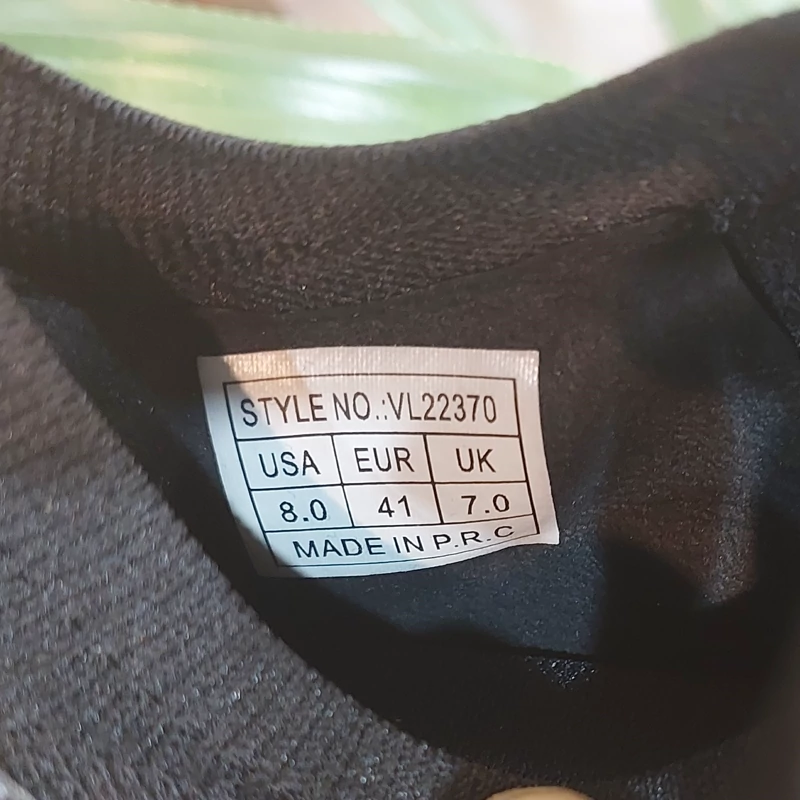 STYLE NO.:VL22370
USA EUR UK
8.0 41 7.0
MADE IN P.R.C